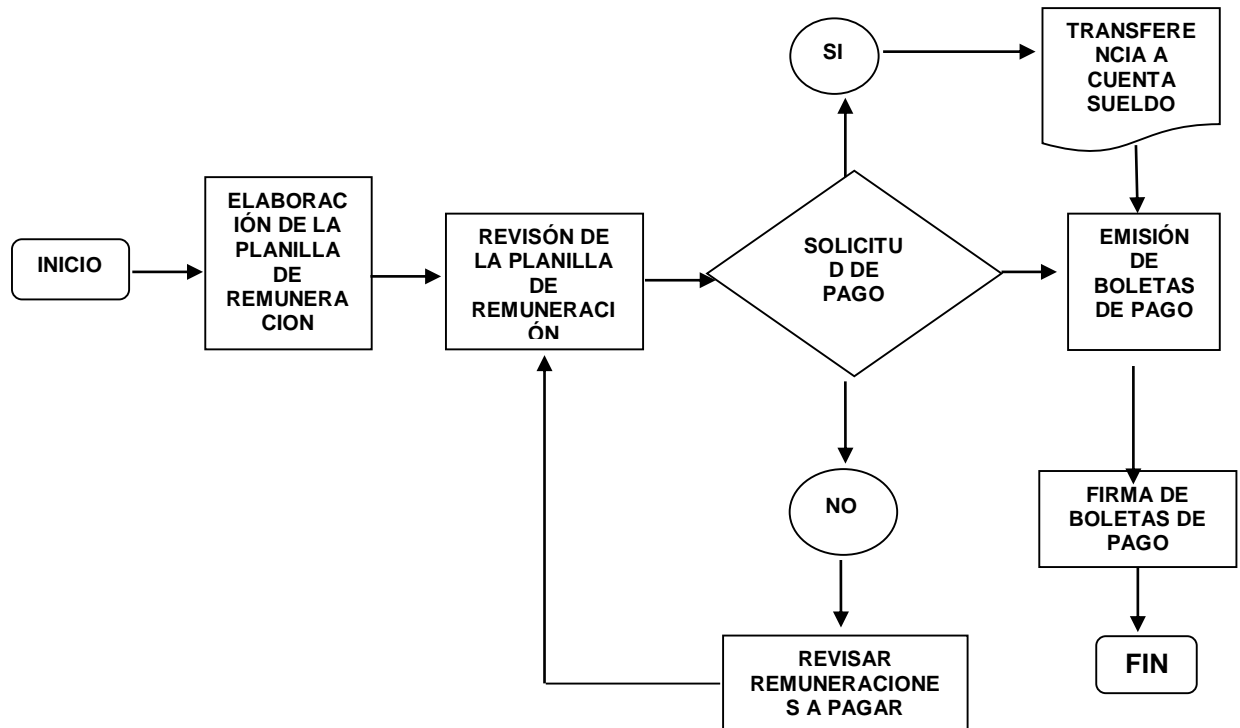 INICIO
ELABORAC
IÓN DE LA
PLANILLA
DE
REMUNERA
CION
REVISÓN DE
LA PLANILLA
DE
REMUNERACI
ÓN
SOLICITU
D DE
PAGO
SI
TRANSFERE
NCIA A
CUENTA
SUELDO
EMISIÓN
DE
BOLETAS
DE PAGO
NO
REVISAR
REMUNERACIONE
S A PAGAR
FIRMA DE
BOLETAS DE
PAGO
FIN